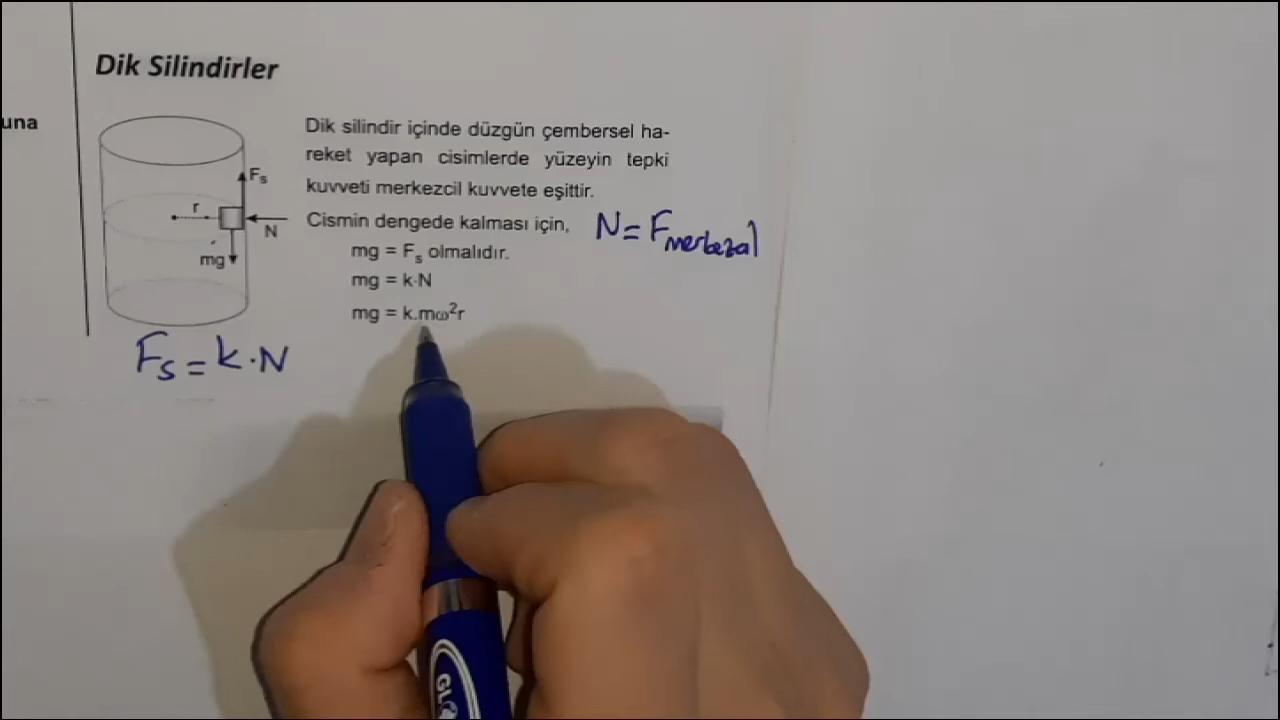 una
Dik Silindirler
Dik silindir içinde düzgün çembersel ha-
reket yapan cisimlerde yüzeyin tepki
kuvveti merkezcil kuvvete eşittir.
Cismin dengede kalması için,
N = Fmerkezcil
mg = Fs olmalıdır.
mg = k·N
mg = k.mω²r
Fs
r
N
mg
Fs = k·N
GLO